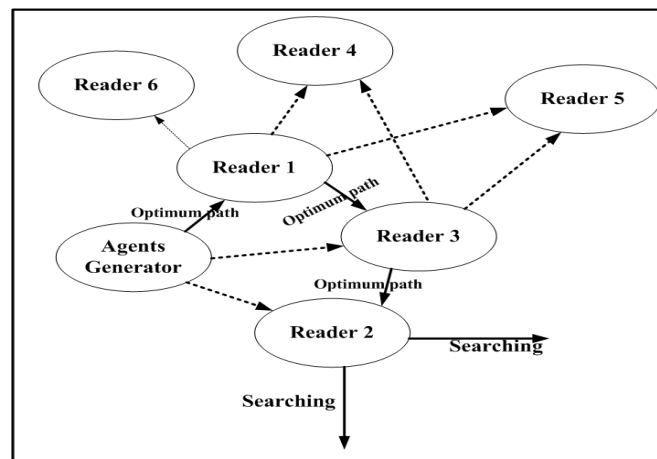 Reader 4
Reader 6
Reader 5
Reader 1
Optimum path
Optimum path
Reader 3
Agents
Generator
Optimum path
Reader 2
Searching
Searching